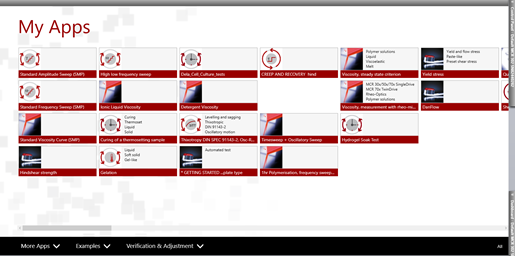 My Apps
Standard Amplitude Sweep (SMP)
High low frequency sweep
Dela_Cell_Culture_tests
CREEP AND RECOVERY hend
Polymer solutions
Liquid
Viscoelastic
Melt
Viscosity, steady state criterion
Yield and flow stress
Paste-like
Preset shear stress
Yield stress
Standard Frequency Sweep (SMP)
Ionic Liquid Viscosity
Detergent Viscosity
MCR 30x/50x/70x SingleDrive
MCR 70x TwinDrive
Rheo-Optics
Polymer solutions
Viscosity, measurement with rheo-mi...
DanFlow
Standard Viscosity Curve (SMP)
Curing
Thermoset
Liquid
Solid
Curing of a thermosetting sample
Levelling and sagging
Thixotropic
DIN 91143-2
Oscillatory motion
Thixotropy DIN SPEC 91143-2, Osc-R...
Timesweep + Oscillatory Sweep
Hydrogel Soak Test
Hindshear strength
Liquid
Soft solid
Gel-like
Gelation
Automated test
* GETTING STARTED ...plate type
1Hr Polymerisation, frequency sweep...
More Apps
Examples
Verification & Adjustment
All